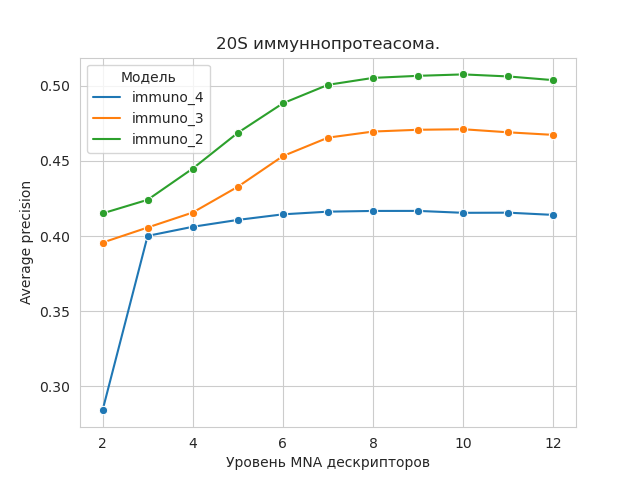 20S иммуннопротеасома.
Модель
immuno_4
immuno_3
immuno_2
0.50
0.45
0.40
0.35
0.30
Average precision
2 4 6 8 10 12
Уровень MNA дескрипторов